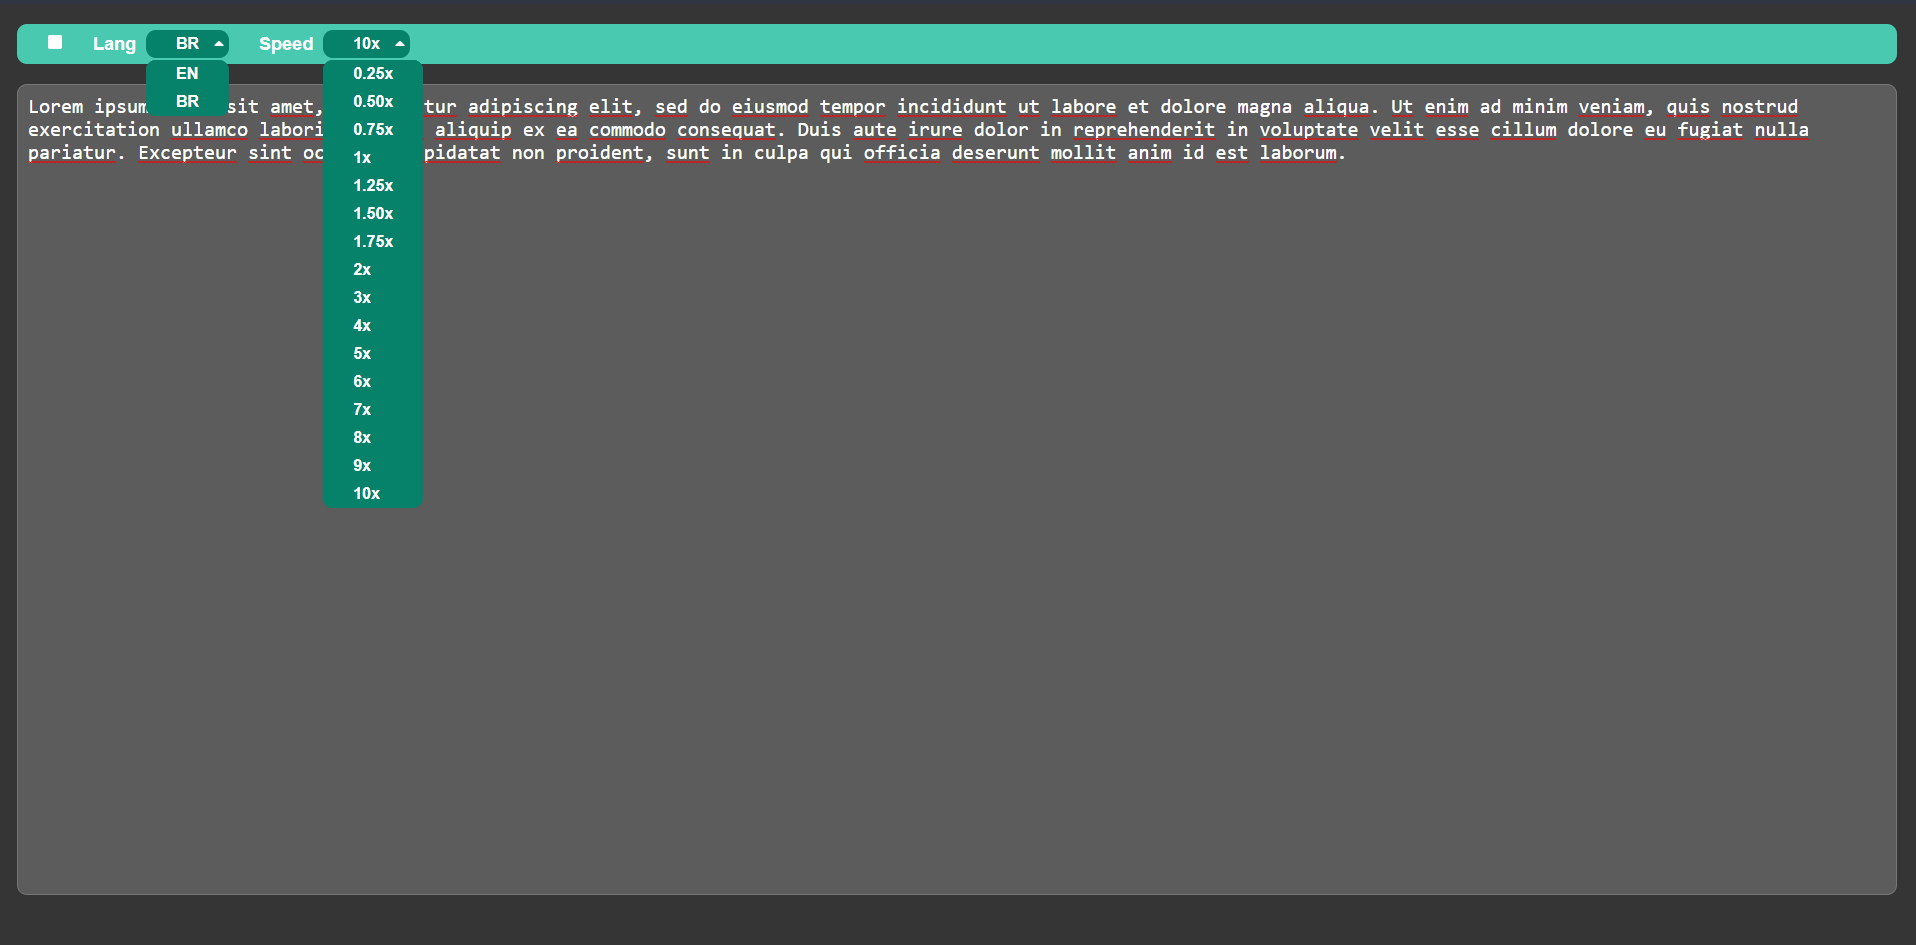 Lang BR Speed 10x
EN
BR
0.25x
0.50x
0.75x
1x
1.25x
1.50x
1.75x
2x
3x
4x
5x
6x
7x
8x
9x
10x
Lorem ipsum sit amet, tur adipiscing elit, sed do eiusmod tempor incididunt ut labore et dolore magna aliqua. Ut enim ad minim veniam, quis nostrud
exercitation ullamco labori aliquip ex ea commodo consequat. Duis aute irure dolor in reprehenderit in voluptate velit esse cillum dolore eu fugiat nulla
pariatur. Excepteur sint oc pidatat non proident, sunt in culpa qui officia deserunt mollit anim id est laborum.